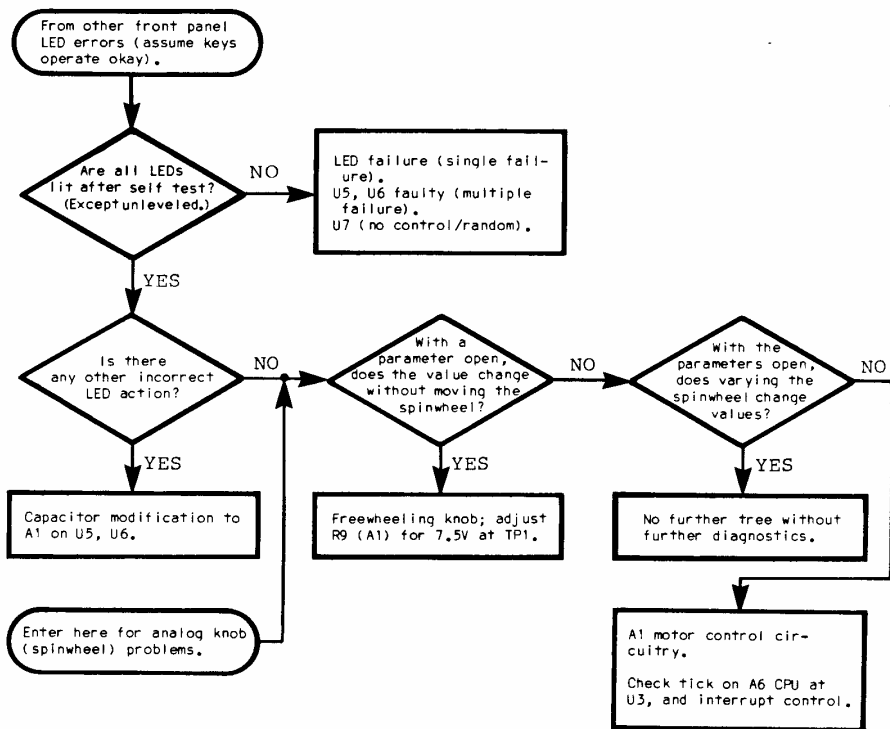 From other front panel
LED errors (assume keys
operate okay).
Are all LEDs
lit after self test?
(Except unleveled.)
NO
LED failure (single fail-
ure).
U5, U6 faulty (multiple
failure).
U7 (no control/random).
YES
Is there
any other incorrect
LED action?
NO
With a
parameter open,
does the value change
without moving the
spinwheel?
NO
With the
parameters open,
does varying the
spinwheel change
values?
NO
YES
YES
YES
Capacitor modification to
A1 on U5, U6.
Freewheeling knob; adjust
R9 (A1) for 7.5V at TP1.
No further tree without
further diagnostics.
Enter here for analog knob
(spinwheel) problems.
A1 motor control cir-
cuitry.
Check tick on A6 CPU at
U3, and interrupt control.